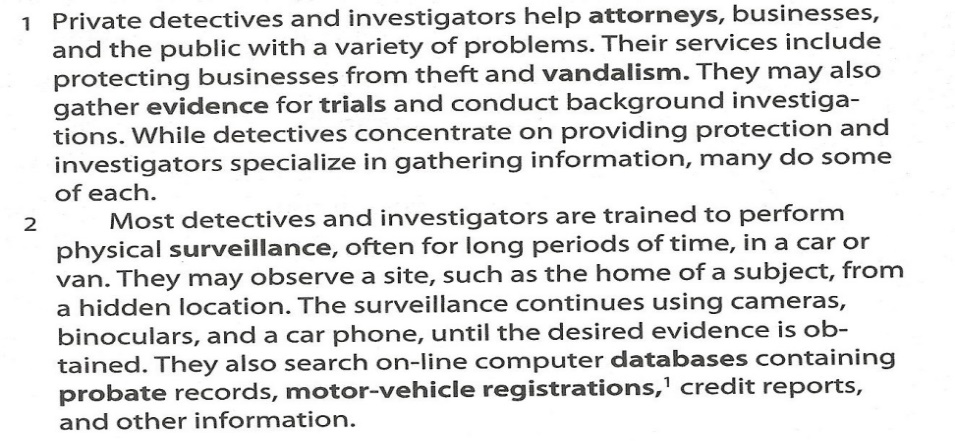 1 Private detectives and investigators help attorneys, businesses,
and the public with a variety of problems. Their services include
protecting businesses from theft and vandalism. They may also
gather evidence for trials and conduct background investiga-
tions. While detectives concentrate on providing protection and
investigators specialize in gathering information, many do some
of each.
2 Most detectives and investigators are trained to perform
physical surveillance, often for long periods of time, in a car or
van. They may observe a site, such as the home of a subject, from
a hidden location. The surveillance continues using cameras,
binoculars, and a car phone, until the desired evidence is ob-
tained. They also search on-line computer databases containing
probate records, motor-vehicle registrations,¹ credit reports,
and other information.